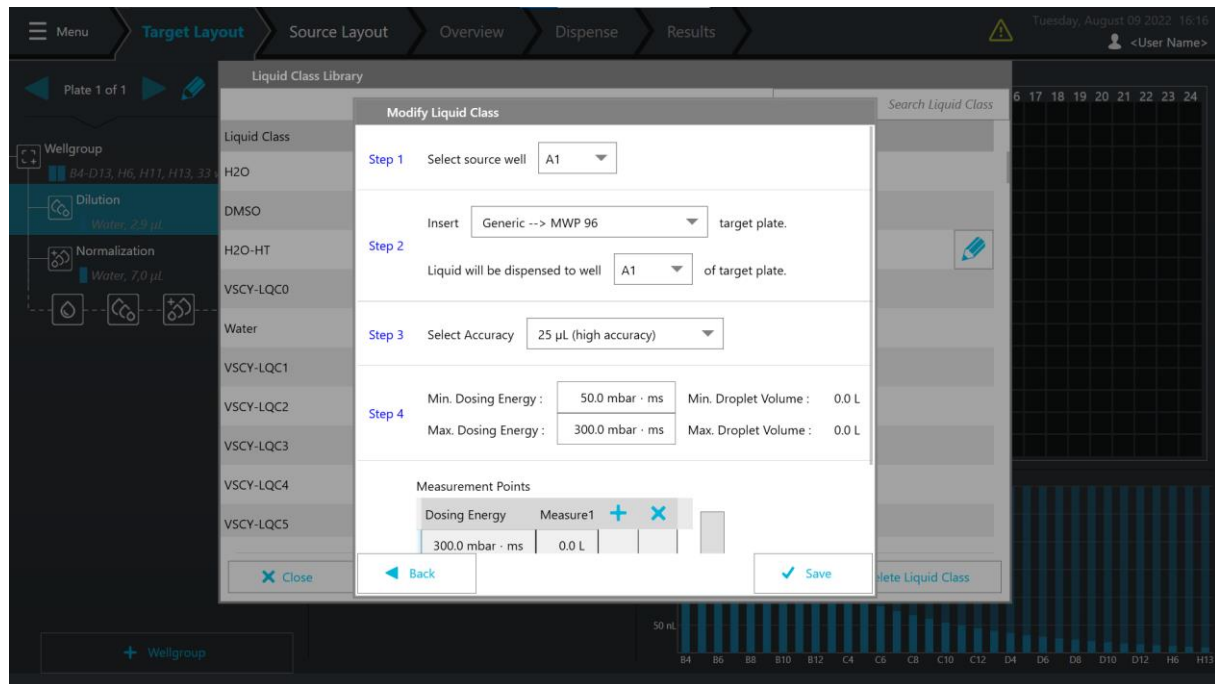 Menu
Target Layout
Source Layout
Overview
Dispense
Results
Tuesday, August 09 2022 16:16
<User Name>
Plate 1 of 1
Wellgroup
B4-D13, H6, H11, H13, 33
Dilution
Water, 2,9 µL
Normalization
Water, 7,0 µL
Wellgroup
Liquid Class Library
Search Liquid Class
Liquid Class
H2O
DMSO
H2O-HT
VSCY-LQC0
Water
VSCY-LQC1
VSCY-LQC2
VSCY-LQC3
VSCY-LQC4
VSCY-LQC5
Close
Modify Liquid Class
Step 1 Select source well A1
Insert Generic --> MWP 96 target plate.
Step 2
Liquid will be dispensed to well A1 of target plate.
Step 3 Select Accuracy 25 µL (high accuracy)
Min. Dosing Energy : 50.0 mbar · ms Min. Droplet Volume : 0.0 L
Step 4
Max. Dosing Energy : 300.0 mbar · ms Max. Droplet Volume : 0.0 L
Measurement Points
Dosing Energy Measure1
300.0 mbar · ms 0.0 L
Back
Save
elete Liquid Class
6 17 18 19 20 21 22 23 24
50 nL
B4 B6 B8 B10 B12 C4 C6 C8 C10 C12 D4 D6 D8 D10 D12 H6 H13